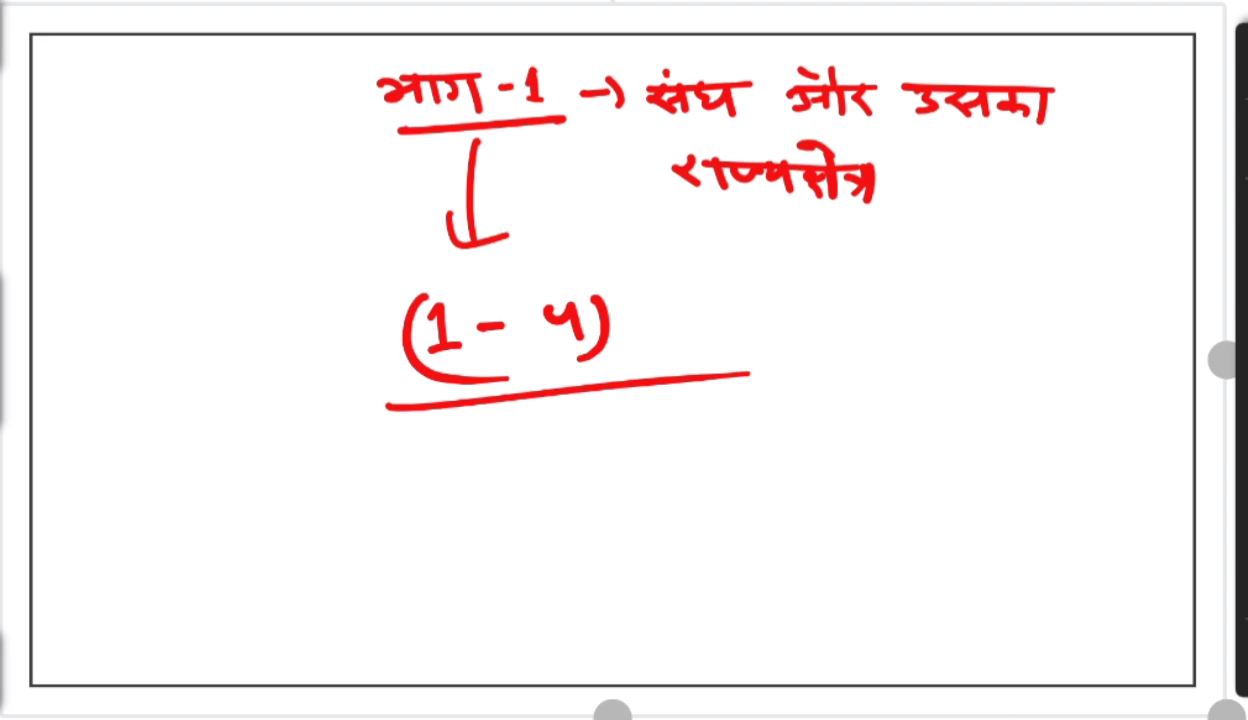 भाग -1 → संघ और उसका
राज्यक्षेत्र
(1 - 4)